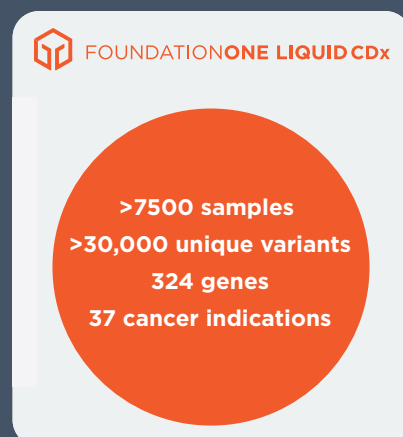 FOUNDATIONONE LIQUID CDx
>7500 samples
>30,000 unique variants
324 genes
37 cancer indications